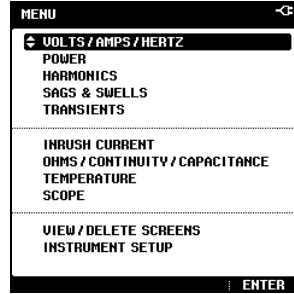 MENU
VOLTS/AMPS/HERTZ
POWER
HARMONICS
SAGS & SWELLS
TRANSIENTS
INRUSH CURRENT
OHMS/CONTINUITY/CAPACITANCE
TEMPERATURE
SCOPE
VIEW/DELETE SCREENS
INSTRUMENT SETUP
ENTER